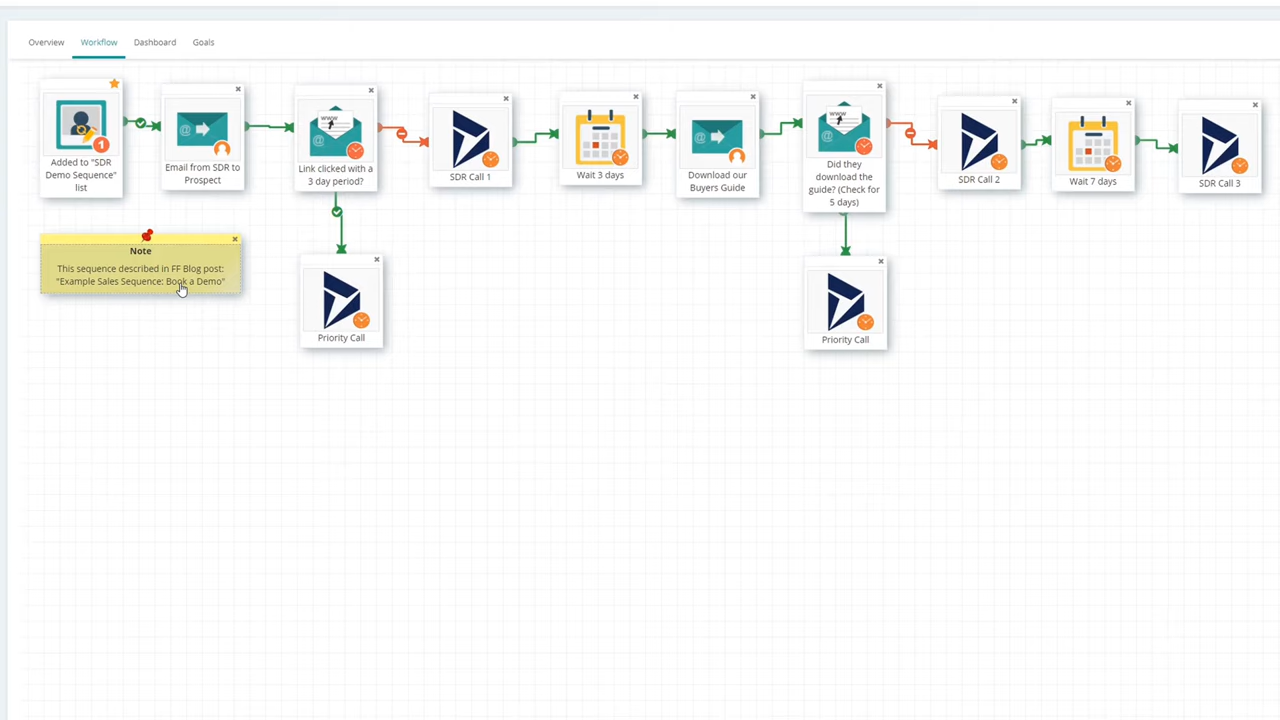 Overview
Workflow
Dashboard
Goals
Added to "SDR
Demo Sequence"
list
1
Email from SDR to
Prospect
@
Link clicked with a
3 day period?
WWW
@
SDR Call 1
Wait 3 days
Download our
Buyers Guide
@
Did they
download the
guide? (Check for
5 days)
WWW
@
SDR Call 2
Wait 7 days
SDR Call 3
Note
This sequence described in FF Blog post:
"Example Sales Sequence: Book a Demo"
Priority Call
Priority Call